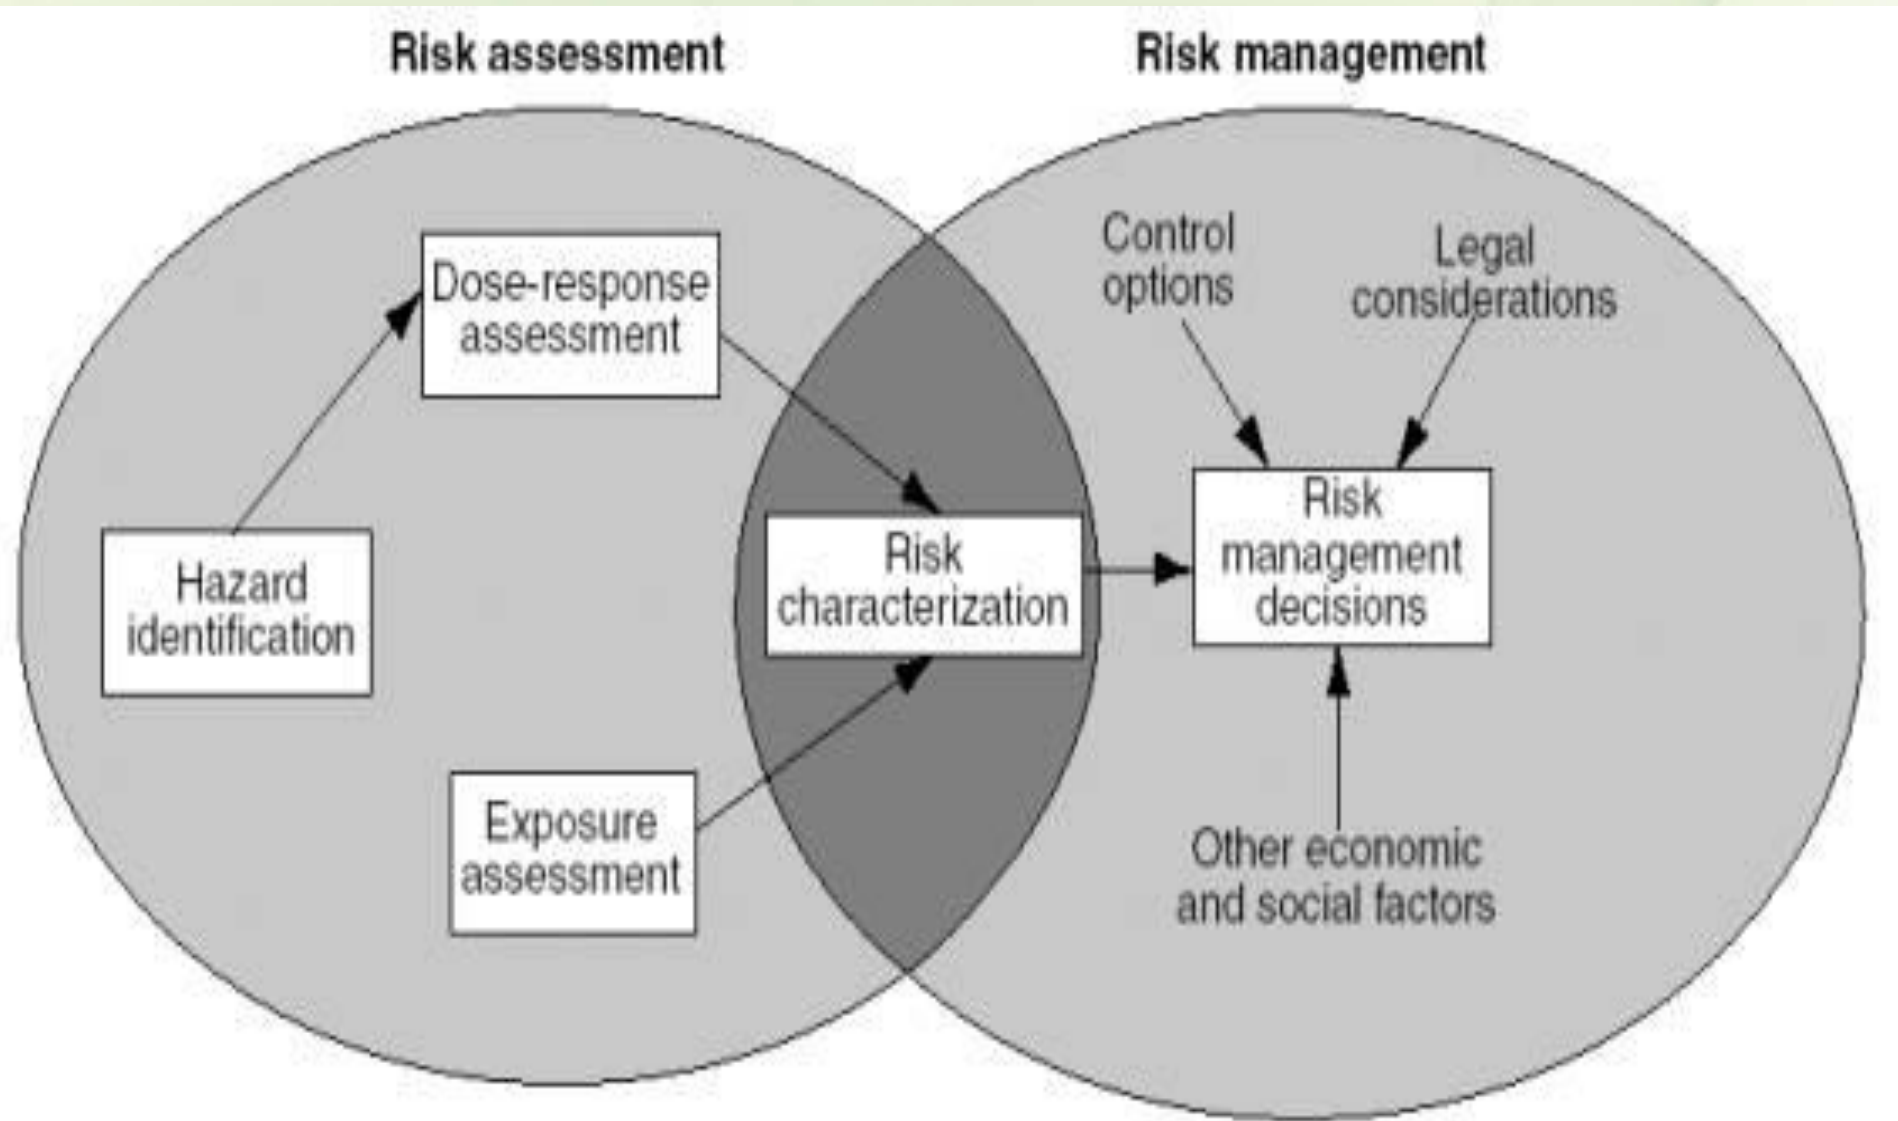 Risk assessment
Risk management
Control
options
Legal
considerations
Dose-response
assessment
Risk
management
decisions
Risk
characterization
Hazard
identification
Exposure
assessment
Other economic
and social factors